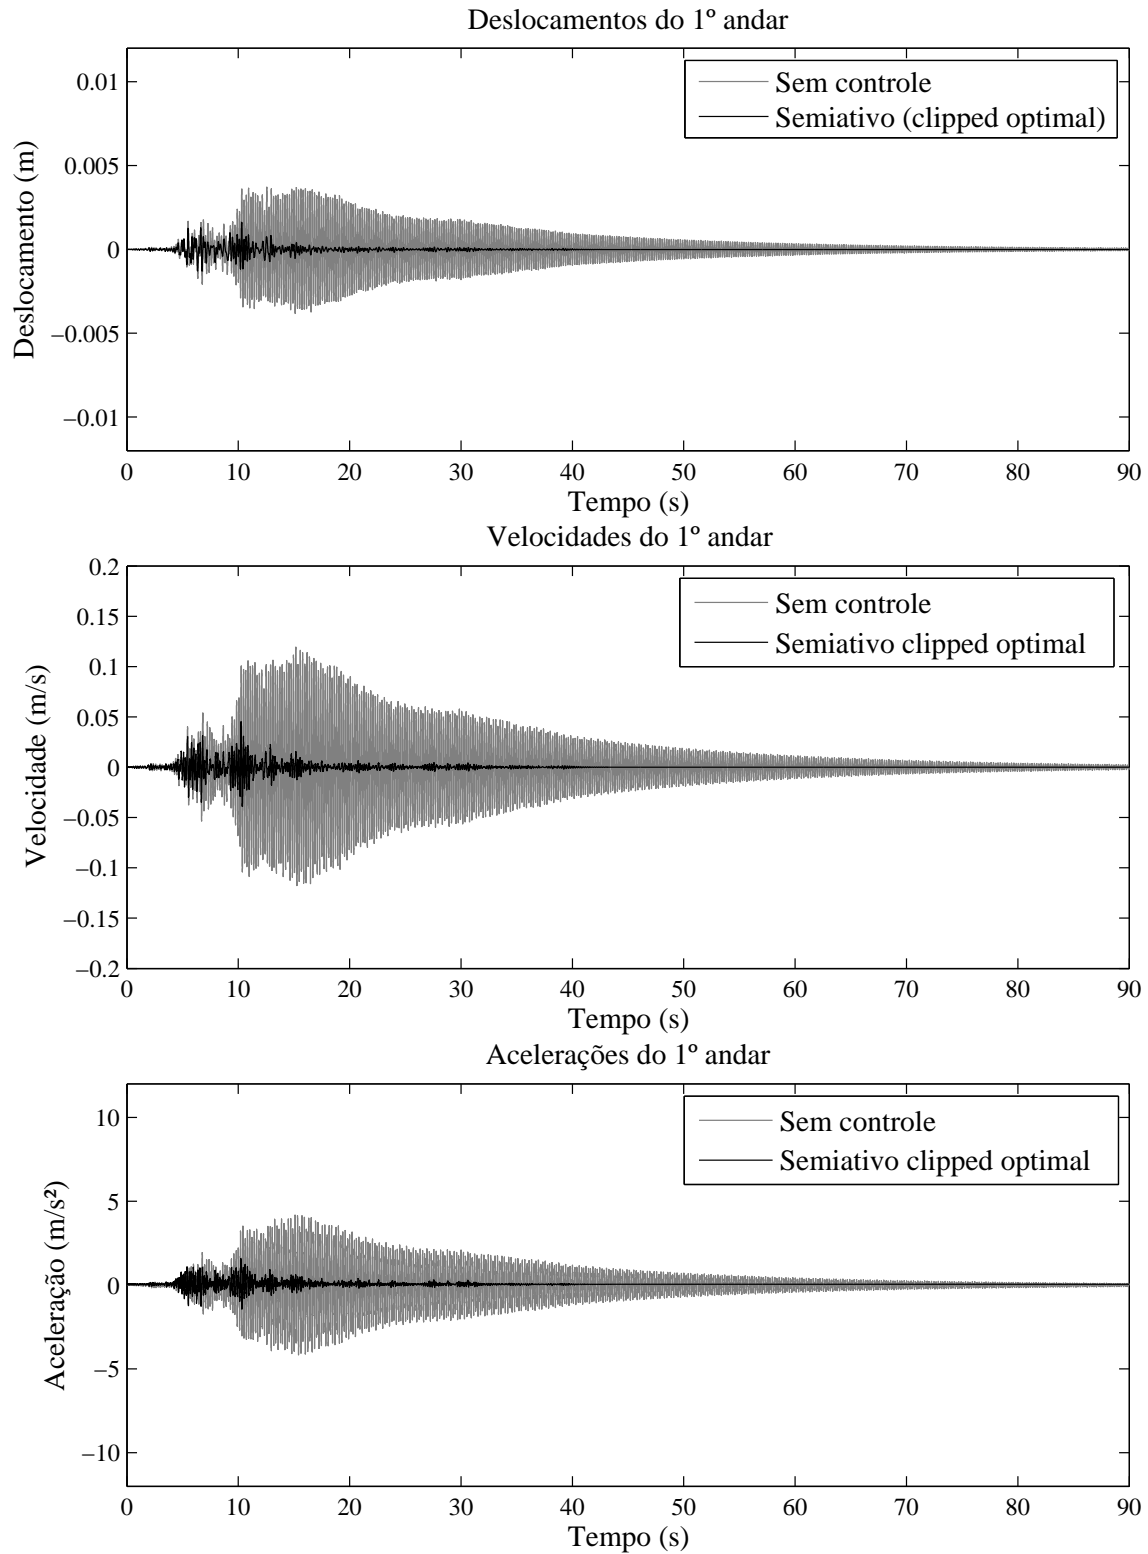 Deslocamentos do 1º andar
Sem controle
Semiativo (clipped optimal)
Deslocamento (m)
0.01
0.005
0
−0.005
−0.01
0 10 20 30 40 50 60 70 80 90
Tempo (s)
Velocidades do 1º andar
Sem controle
Semiativo clipped optimal
Velocidade (m/s)
0.2
0.15
0.1
0.05
0
−0.05
−0.1
−0.15
−0.2
0 10 20 30 40 50 60 70 80 90
Tempo (s)
Acelerações do 1º andar
Sem controle
Semiativo clipped optimal
Aceleração (m/s²)
10
5
0
−5
−10
0 10 20 30 40 50 60 70 80 90
Tempo (s)